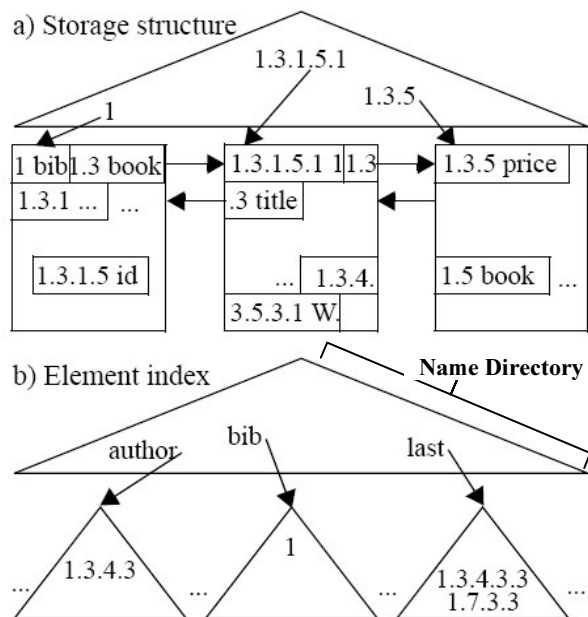 a) Storage structure
1.3.1.5.1
1.3.5
1
1 bib 1.3 book
1.3.1 ... ...
1.3.1.5 id
1.3.1.5.1 1 1.3
.3 title
... 1.3.4.
3.5.3.1 W.
1.3.5 price
1.5 book ...
b) Element index
Name Directory
author
bib
last
... 1.3.4.3 ... 1 ... 1.3.4.3.3 ...
1.7.3.3